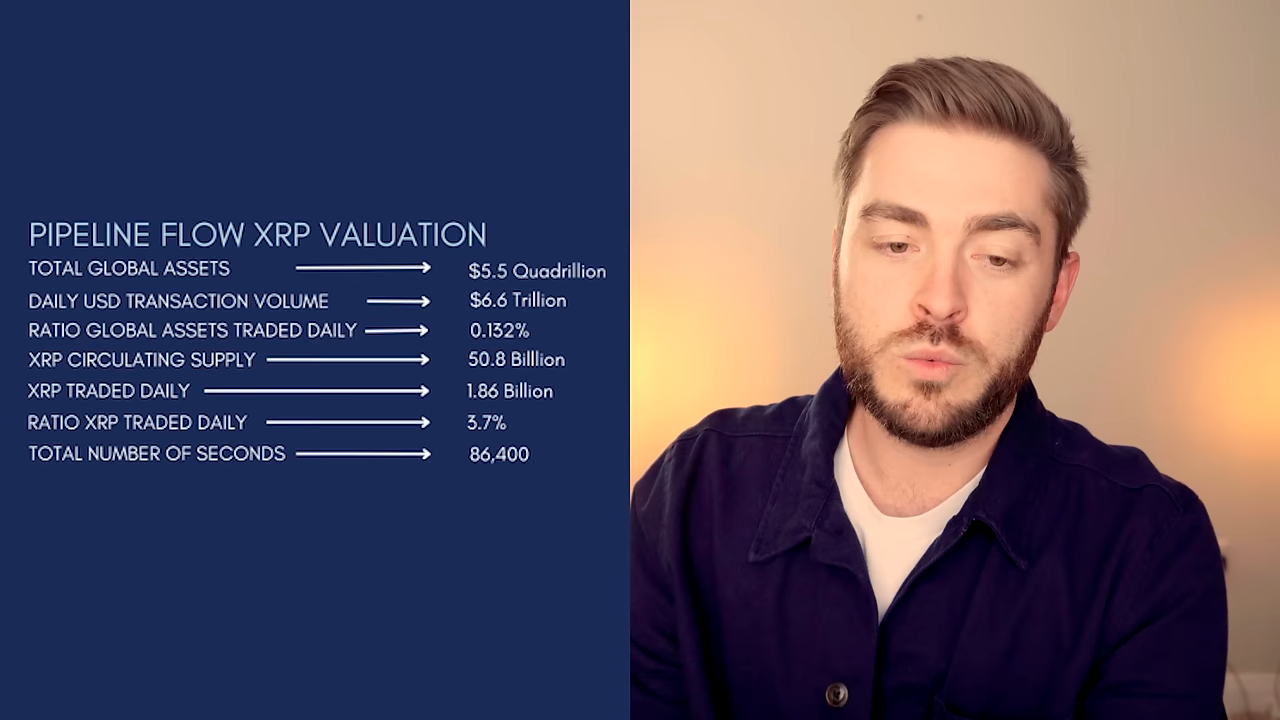 PIPELINE FLOW XRP VALUATION
TOTAL GLOBAL ASSETS $5.5 Quadrillion
DAILY USD TRANSACTION VOLUME $6.6 Trillion
RATIO GLOBAL ASSETS TRADED DAILY 0.132%
XRP CIRCULATING SUPPLY 50.8 Billlion
XRP TRADED DAILY 1.86 Billion
RATIO XRP TRADED DAILY 3.7%
TOTAL NUMBER OF SECONDS 86,400